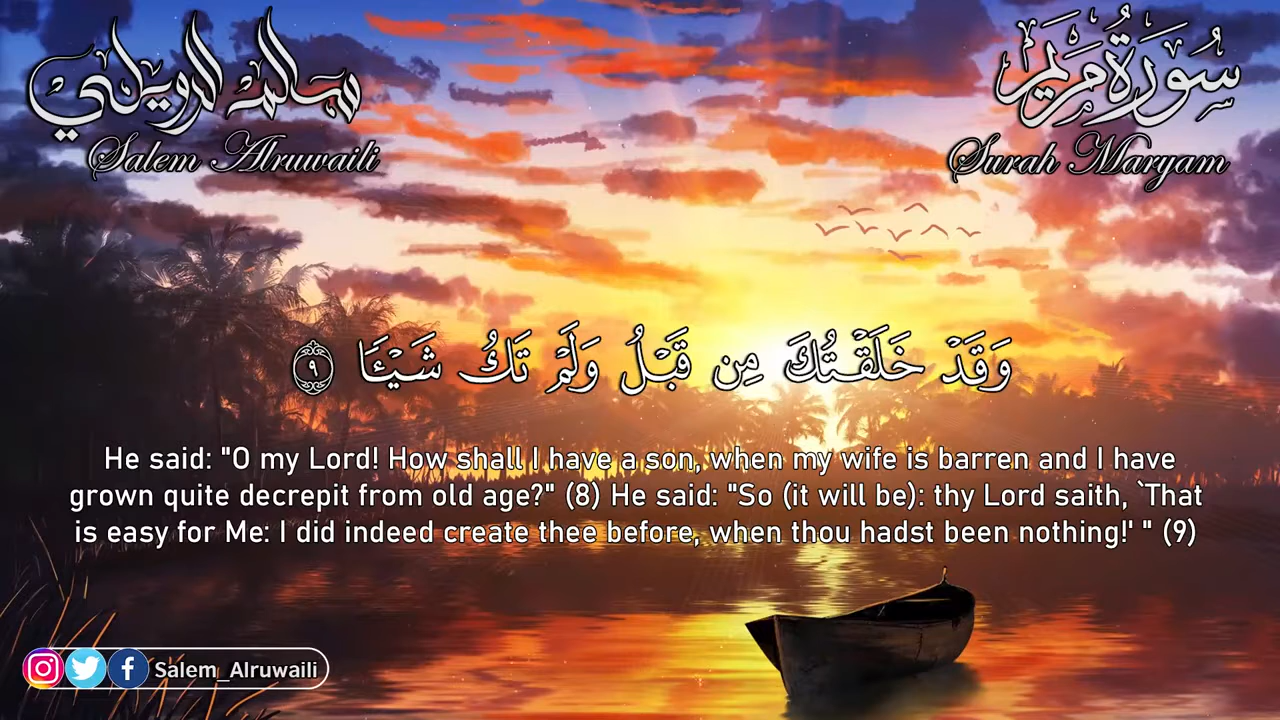 سالم الرويلي
Salem Alruwaili
سورة مريم
Surah Maryam
وَقَدْ خَلَقْتُكَ مِن قَبْلُ وَلَمْ تَكُ شَيْـًٔا ٩
He said: "O my Lord! How shall I have a son, when my wife is barren and I have
grown quite decrepit from old age?" (8) He said: "So (it will be): thy Lord saith, `That
is easy for Me: I did indeed create thee before, when thou hadst been nothing!' " (9)
Salem_Alruwaili